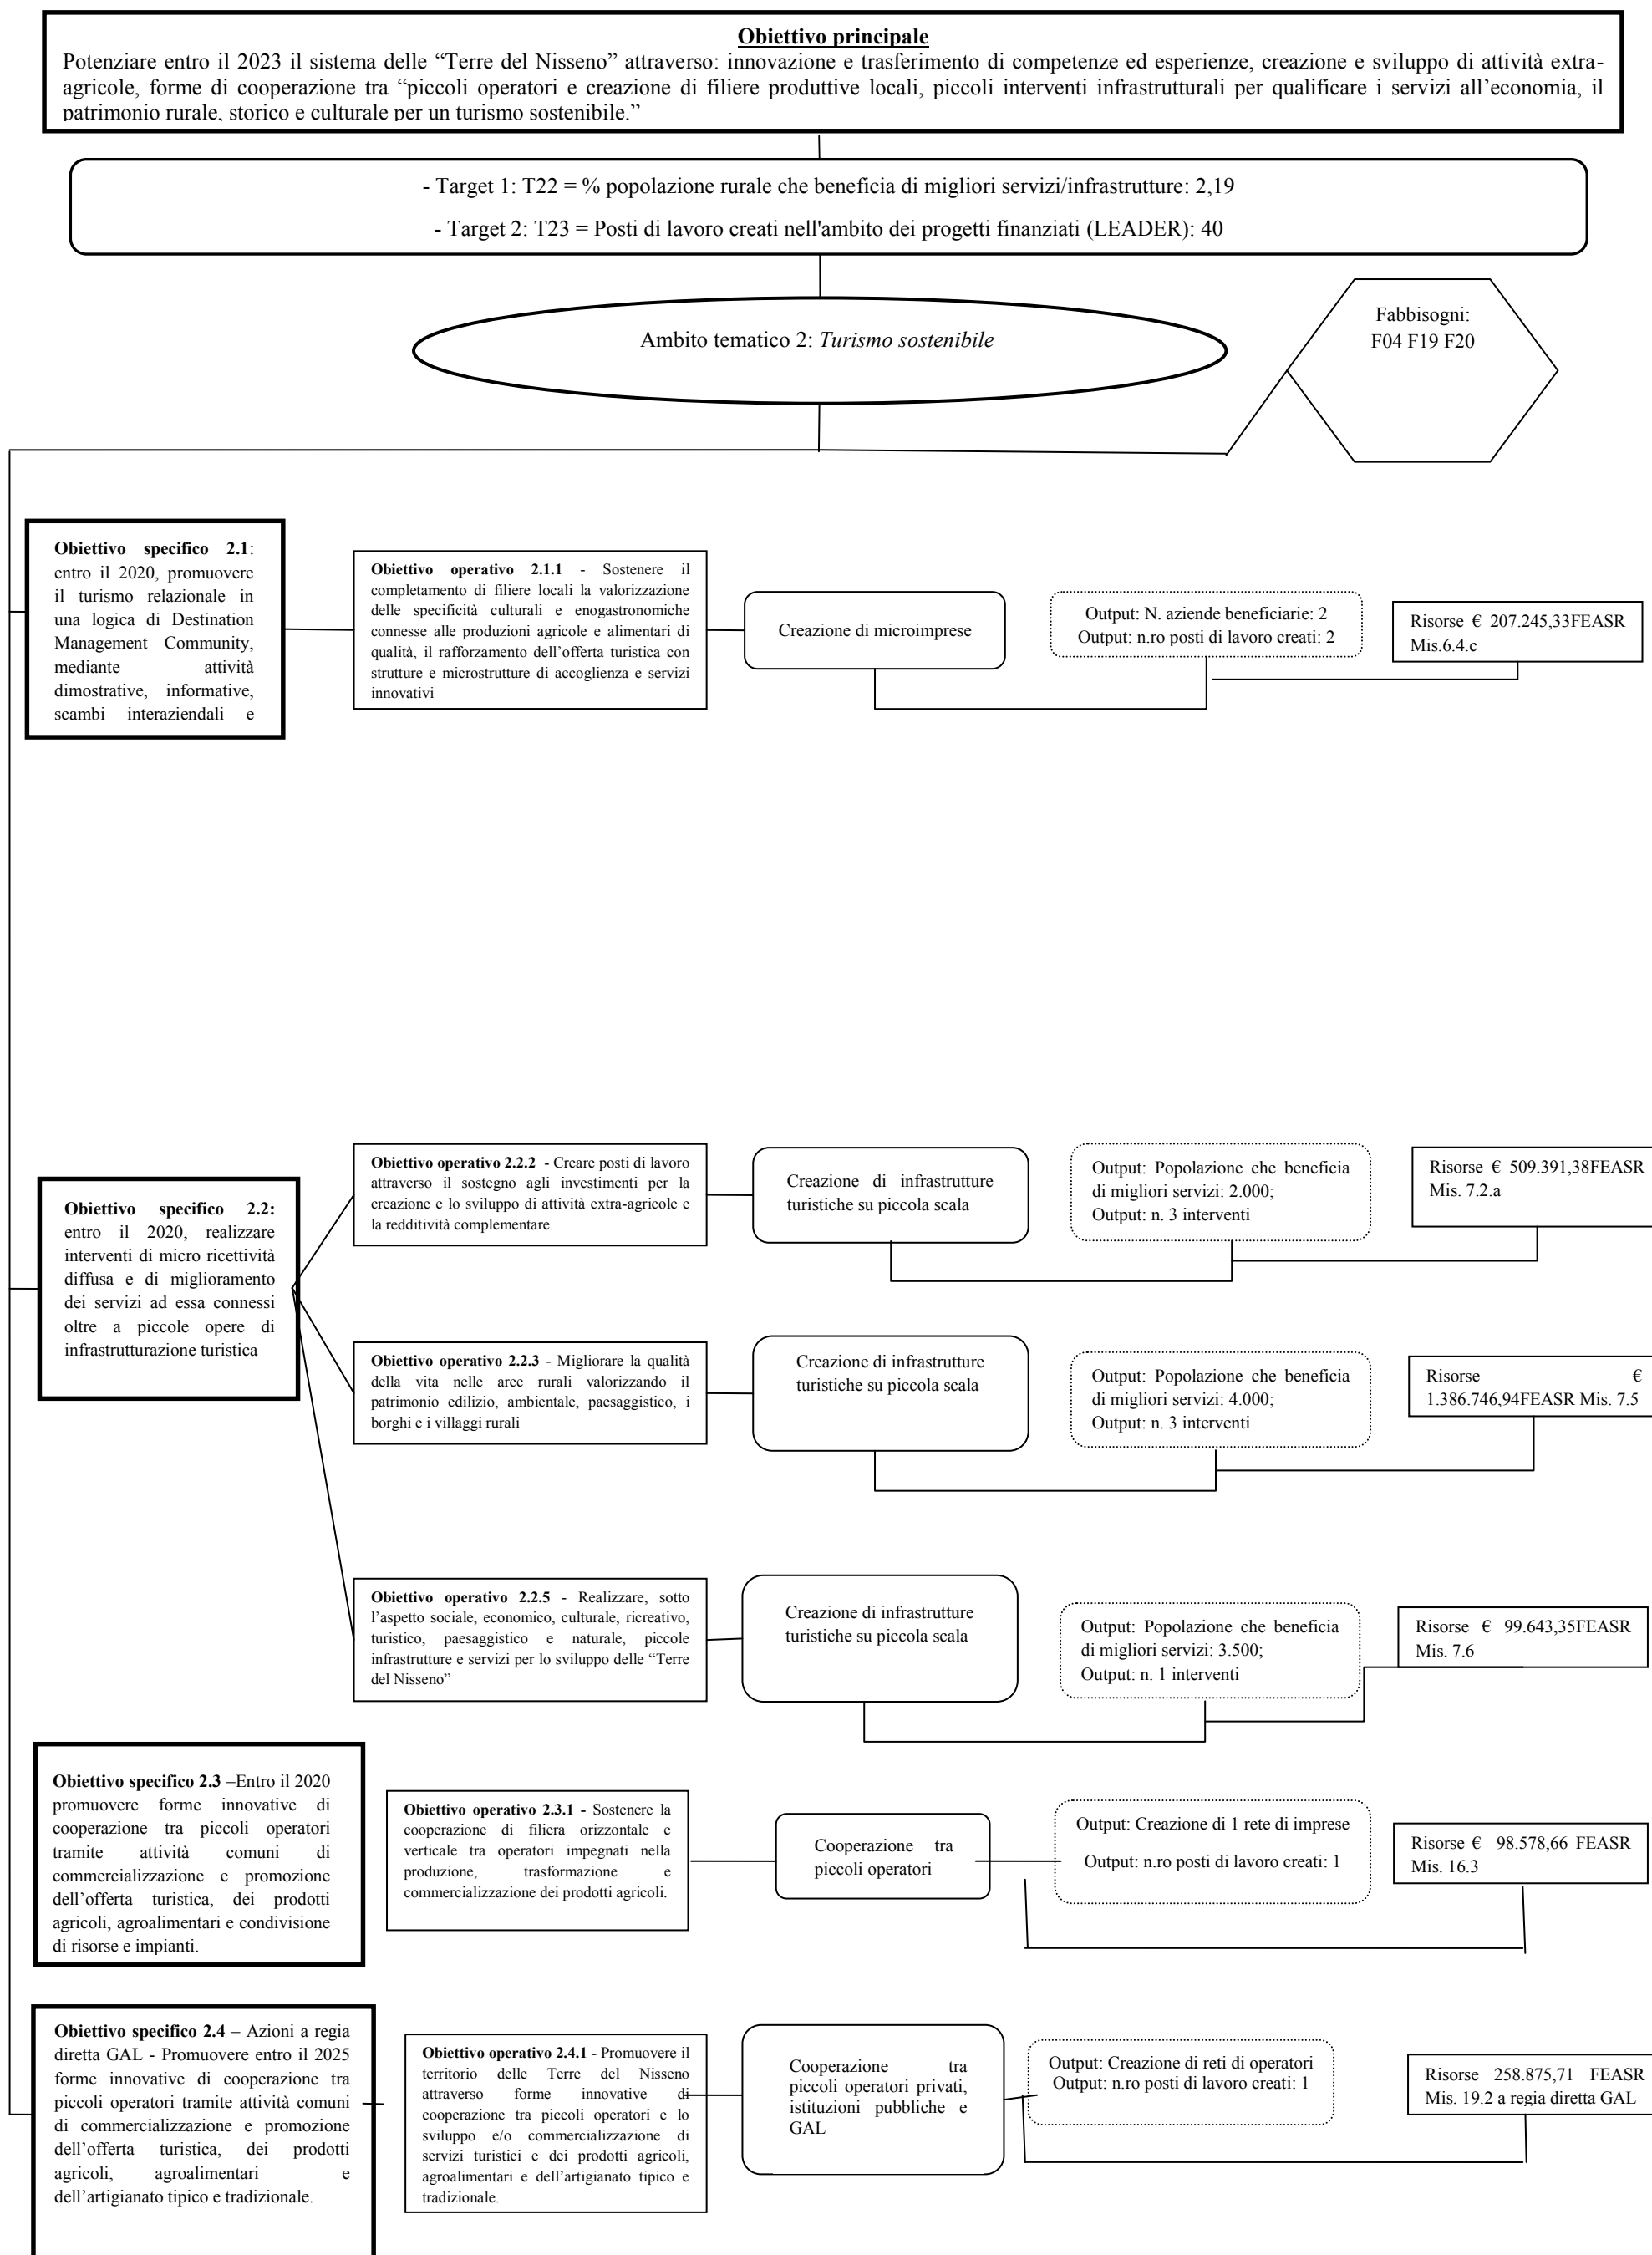 Obiettivo principale
Potenziare entro il 2023 il sistema delle “Terre del Nisseno” attraverso: innovazione e trasferimento di competenze ed esperienze, creazione e sviluppo di attività extra-
agricole, forme di cooperazione tra “piccoli operatori e creazione di filiere produttive locali, piccoli interventi infrastrutturali per qualificare i servizi all’economia, il
patrimonio rurale, storico e culturale per un turismo sostenibile.”
- Target 1: T22 = % popolazione rurale che beneficia di migliori servizi/infrastrutture: 2,19
- Target 2: T23 = Posti di lavoro creati nell'ambito dei progetti finanziati (LEADER): 40
Ambito tematico 2: Turismo sostenibile
Fabbisogni:
F04 F19 F20
Obiettivo specifico 2.1:
entro il 2020, promuovere
il turismo relazionale in
una logica di Destination
Management Community,
mediante attività
dimostrative, informative,
scambi interaziendali e
Obiettivo operativo 2.1.1 - Sostenere il
completamento di filiere locali la valorizzazione
delle specificità culturali e enogastronomiche
connesse alle produzioni agricole e alimentari di
qualità, il rafforzamento dell’offerta turistica con
strutture e microstrutture di accoglienza e servizi
innovativi
Creazione di microimprese
Output: N. aziende beneficiarie: 2
Output: n.ro posti di lavoro creati: 2
Risorse € 207.245,33FEASR
Mis.6.4.c
Obiettivo specifico 2.2:
entro il 2020, realizzare
interventi di micro ricettività
diffusa e di miglioramento
dei servizi ad essa connessi
oltre a piccole opere di
infrastrutturazione turistica
Obiettivo operativo 2.2.2 - Creare posti di lavoro
attraverso il sostegno agli investimenti per la
creazione e lo sviluppo di attività extra-agricole e
la redditività complementare.
Creazione di infrastrutture
turistiche su piccola scala
Output: Popolazione che beneficia
di migliori servizi: 2.000;
Output: n. 3 interventi
Risorse € 509.391,38FEASR
Mis. 7.2.a
Obiettivo operativo 2.2.3 - Migliorare la qualità
della vita nelle aree rurali valorizzando il
patrimonio edilizio, ambientale, paesaggistico, i
borghi e i villaggi rurali
Creazione di infrastrutture
turistiche su piccola scala
Output: Popolazione che beneficia
di migliori servizi: 4.000;
Output: n. 3 interventi
Risorse €
1.386.746,94FEASR Mis. 7.5
Obiettivo operativo 2.2.5 - Realizzare, sotto
l’aspetto sociale, economico, culturale, ricreativo,
turistico, paesaggistico e naturale, piccole
infrastrutture e servizi per lo sviluppo delle “Terre
del Nisseno”
Creazione di infrastrutture
turistiche su piccola scala
Output: Popolazione che beneficia
di migliori servizi: 3.500;
Output: n. 1 interventi
Risorse € 99.643,35FEASR
Mis. 7.6
Obiettivo specifico 2.3 –Entro il 2020
promuovere forme innovative di
cooperazione tra piccoli operatori
tramite attività comuni di
commercializzazione e promozione
dell’offerta turistica, dei prodotti
agricoli, agroalimentari e condivisione
di risorse e impianti.
Obiettivo operativo 2.3.1 - Sostenere la
cooperazione di filiera orizzontale e
verticale tra operatori impegnati nella
produzione, trasformazione e
commercializzazione dei prodotti agricoli.
Cooperazione tra
piccoli operatori
Output: Creazione di 1 rete di imprese
Output: n.ro posti di lavoro creati: 1
Risorse € 98.578,66 FEASR
Mis. 16.3
Obiettivo specifico 2.4 – Azioni a regia
diretta GAL - Promuovere entro il 2025
forme innovative di cooperazione tra
piccoli operatori tramite attività comuni
di commercializzazione e promozione
dell’offerta turistica, dei prodotti
agricoli, agroalimentari e
dell’artigianato tipico e tradizionale.
Obiettivo operativo 2.4.1 - Promuovere il
territorio delle Terre del Nisseno
attraverso forme innovative di
cooperazione tra piccoli operatori e lo
sviluppo e/o commercializzazione di
servizi turistici e dei prodotti agricoli,
agroalimentari e dell’artigianato tipico e
tradizionale.
Cooperazione tra
piccoli operatori privati,
istituzioni pubbliche e
GAL
Output: Creazione di reti di operatori
Output: n.ro posti di lavoro creati: 1
Risorse 258.875,71 FEASR
Mis. 19.2 a regia diretta GAL